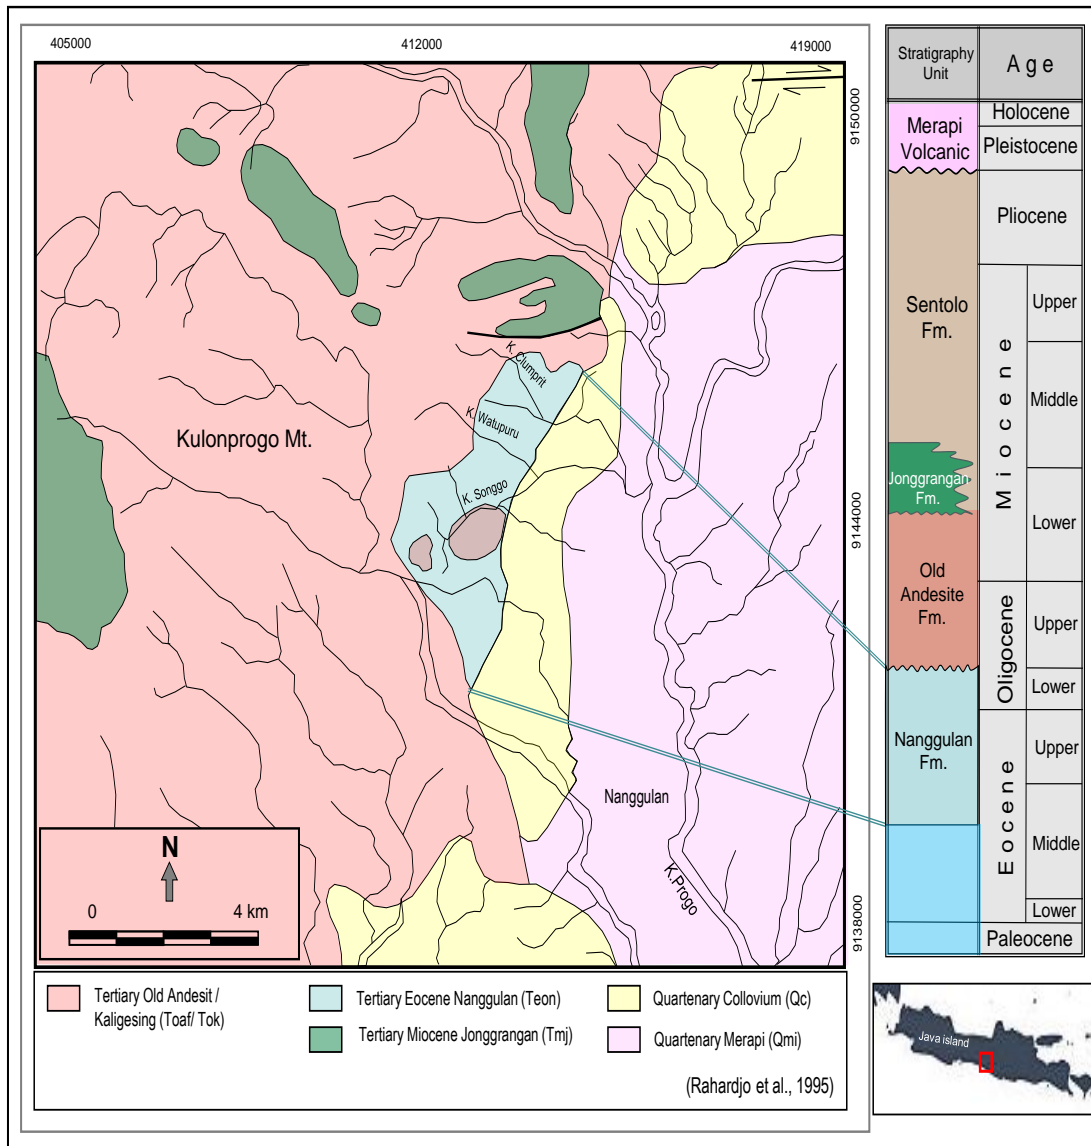 405000
412000
419000
9150000
9144000
9138000
K. Clumprit
K. Watupuru
K. Songgo
Kulonprogo Mt.
Nanggulan
K.Progo
N
0
4 km
Tertiary Old Andesit /
Kaligesing (Toaf/ Tok)
Tertiary Eocene Nanggulan (Teon)
Tertiary Miocene Jonggrangan (Tmj)
Quartenary Collovium (Qc)
Quartenary Merapi (Qmi)
(Rahardjo et al., 1995)
Stratigraphy
Unit
Age
Merapi
Volcanic
Holocene
Pleistocene
Pliocene
Sentolo
Fm.
Miocene
Upper
Middle
Lower
Jonggrangan
Fm.
Old
Andesite
Fm.
Oligocene
Upper
Lower
Nanggulan
Fm.
Eocene
Upper
Middle
Lower
Paleocene
Java island